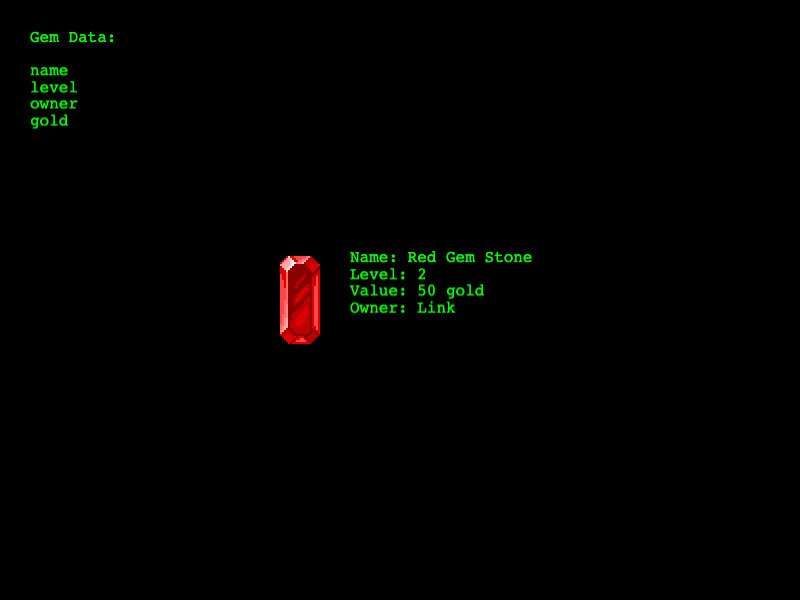 Gem Data:
name
level
owner
gold
Name: Red Gem Stone
Level: 2
Value: 50 gold
Owner: Link